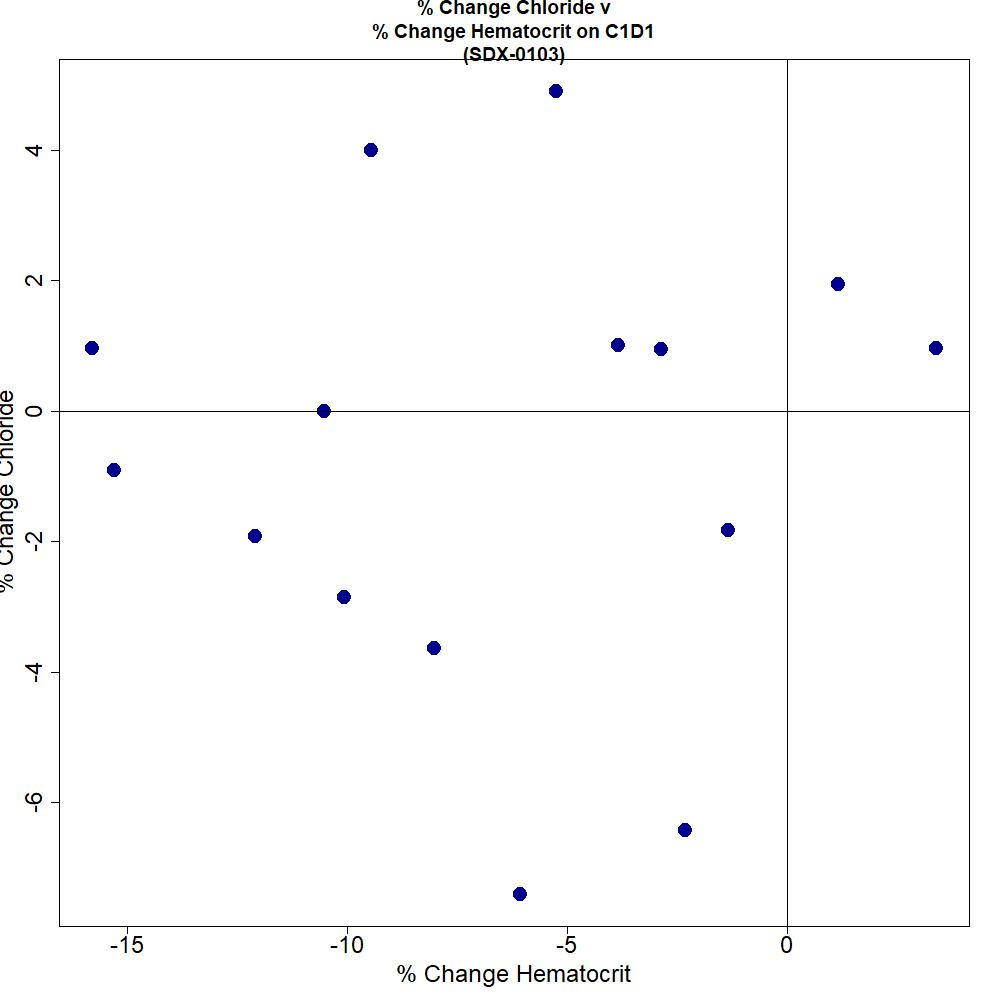 % Change Chloride v
% Change Hematocrit on C1D1
(SDX-0103)
% Change Chloride
4
2
0
-2
-4
-6
-15
-10
-5
0
% Change Hematocrit